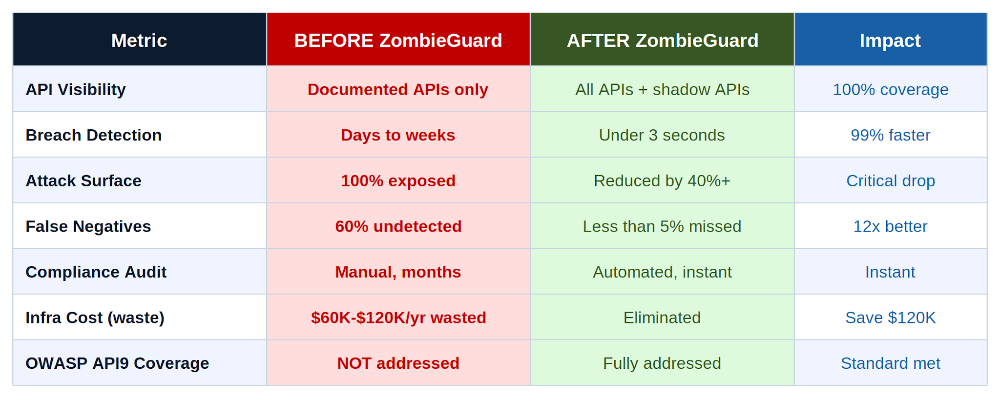 Metric BEFORE ZombieGuard AFTER ZombieGuard Impact
API Visibility Documented APIs only All APIs + shadow APIs 100% coverage
Breach Detection Days to weeks Under 3 seconds 99% faster
Attack Surface 100% exposed Reduced by 40%+ Critical drop
False Negatives 60% undetected Less than 5% missed 12x better
Compliance Audit Manual, months Automated, instant Instant
Infra Cost (waste) $60K-$120K/yr wasted Eliminated Save $120K
OWASP API9 Coverage NOT addressed Fully addressed Standard met